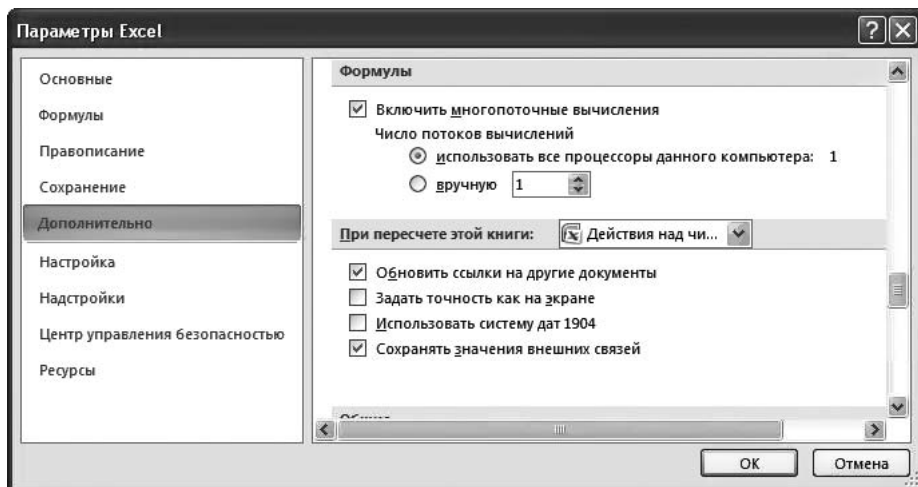 Параметры Excel
Основные
Формулы
Правописание
Сохранение
Дополнительно
Настройка
Надстройки
Центр управления безопасностью
Ресурсы
Формулы
Включить многопоточные вычисления
Число потоков вычислений
использовать все процессоры данного компьютера: 1
вручную 1
При пересчете этой книги: Действия над чи...
Обновить ссылки на другие документы
Задать точность как на экране
Использовать систему дат 1904
Сохранять значения внешних связей
ОК Отмена